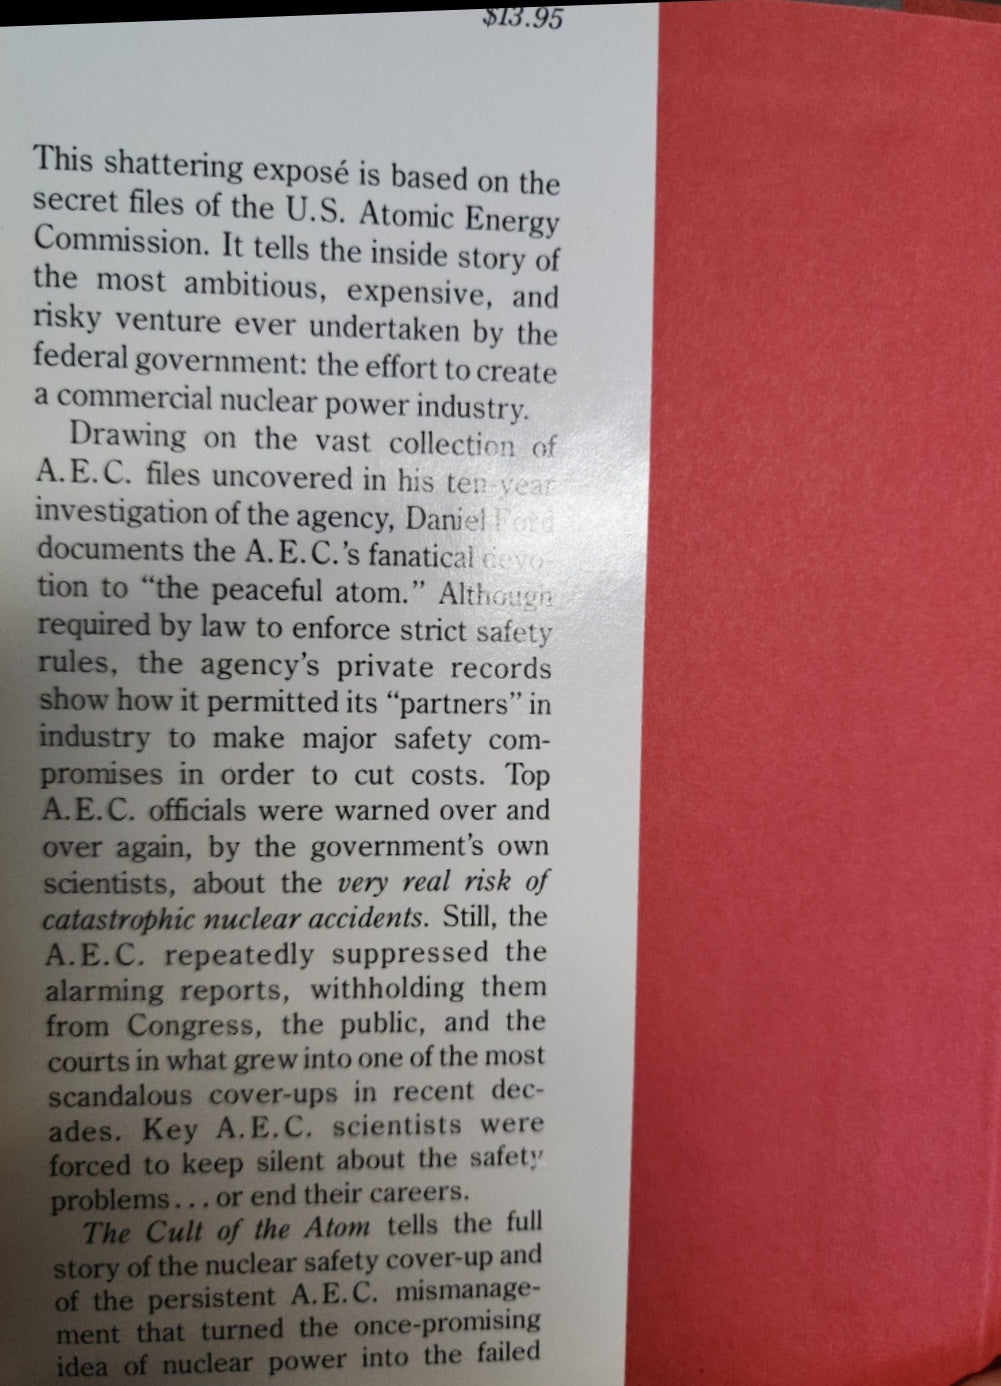 $13.95
This shattering exposé is based on the
secret files of the U.S. Atomic Energy
Commission. It tells the inside story of
the most ambitious, expensive, and
risky venture ever undertaken by the
federal government: the effort to create
a commercial nuclear power industry.
Drawing on the vast collection of
A.E.C. files uncovered in his ten-year
investigation of the agency, Daniel Ford
documents the A.E.C.'s fanatical devo-
tion to “the peaceful atom.” Although
required by law to enforce strict safety
rules, the agency's private records
show how it permitted its “partners” in
industry to make major safety com-
promises in order to cut costs. Top
A.E.C. officials were warned over and
over again, by the government's own
scientists, about the very real risk of
catastrophic nuclear accidents. Still, the
A.E.C. repeatedly suppressed the
alarming reports, withholding them
from Congress, the public, and the
courts in what grew into one of the most
scandalous cover-ups in recent dec-
ades. Key A.E.C. scientists were
forced to keep silent about the safety
problems...or end their careers.
The Cult of the Atom tells the full
story of the nuclear safety cover-up and
of the persistent A.E.C. mismanage-
ment that turned the once-promising
idea of nuclear power into the failed